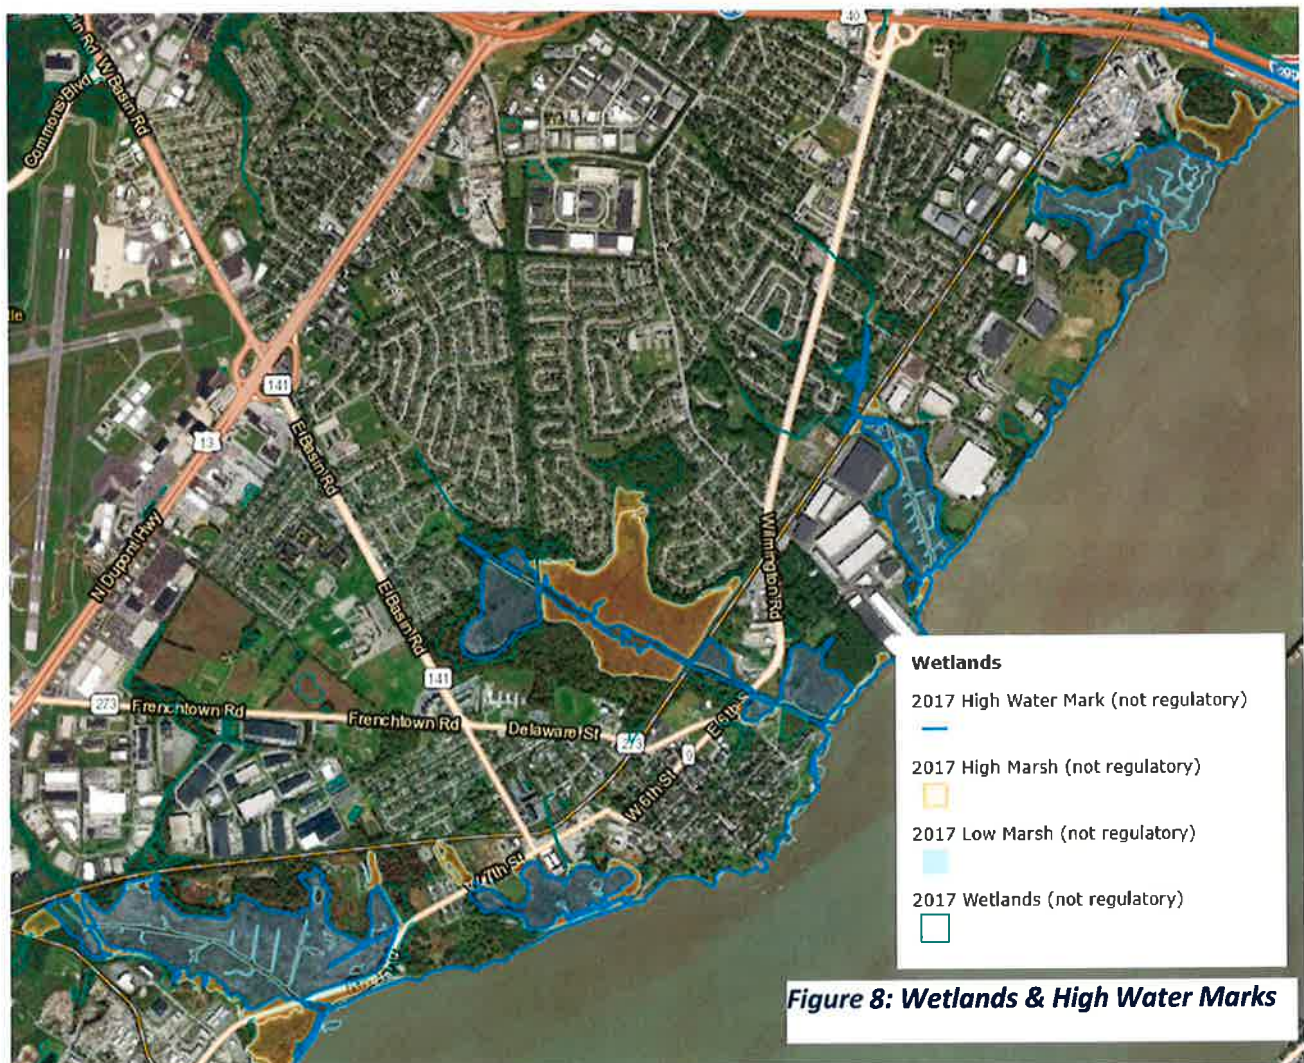 40
W Basin Rd
Commons Blvd
141
13
E Basin Rd
N Dupont Hwy
E Basin Rd
Wilmington Rd
141
273
Frenchtown Rd
Frenchtown Rd
Delaware St
273
9
W 6th St
W 7th St
Wetlands
2017 High Water Mark (not regulatory)
2017 High Marsh (not regulatory)
2017 Low Marsh (not regulatory)
2017 Wetlands (not regulatory)
Figure 8: Wetlands & High Water Marks